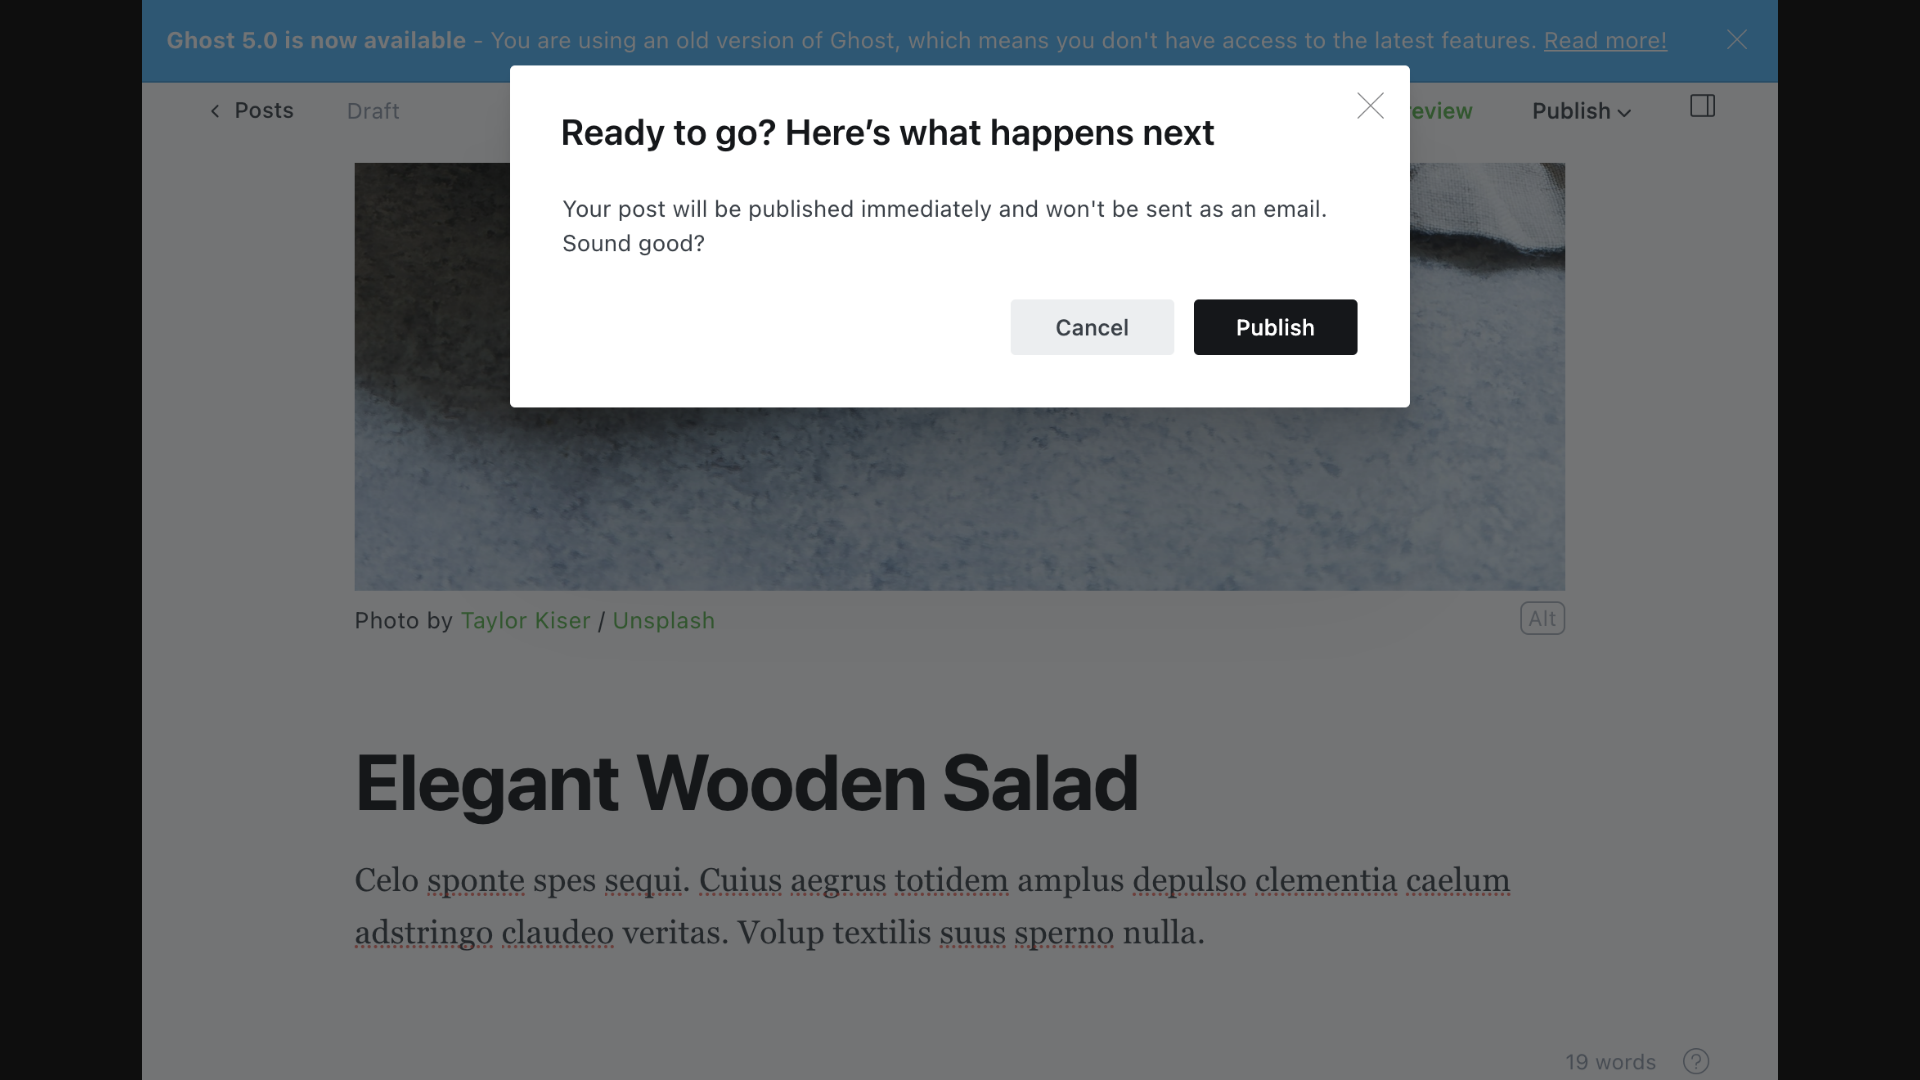 Ghost 5.0 is now available - You are using an old version of Ghost, which means you don't have access to the latest features. Read more!
Posts Draft review Publish
Ready to go? Here’s what happens next
Your post will be published immediately and won't be sent as an email.
Sound good?
Cancel Publish
Photo by Taylor Kiser / Unsplash Alt
Elegant Wooden Salad
Celo sponte spes sequi. Cuius aegrus totidem amplus depulso clementia caelum
adstringo claudeo veritas. Volup textilis suus sperno nulla.
19 words ?